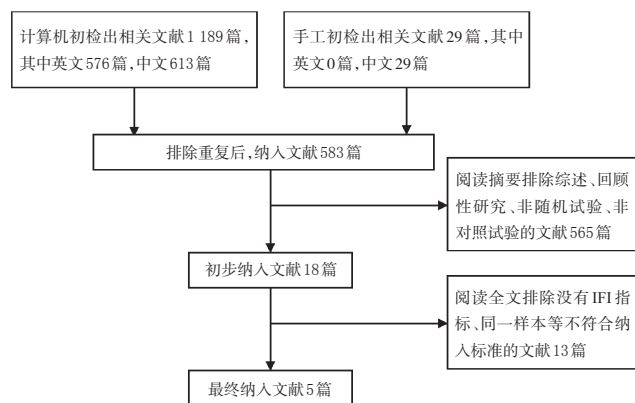 计算机初检出相关文献1 189篇，
其中英文576篇，中文613篇
手工初检出相关文献29篇，其中
英文0篇，中文29篇
排除重复后，纳入文献583篇
阅读摘要排除综述、回顾
性研究、非随机试验、非
对照试验的文献565篇
初步纳入文献18篇
阅读全文排除没有IFI指
标、同一样本等不符合纳
入标准的文献13篇
最终纳入文献5篇